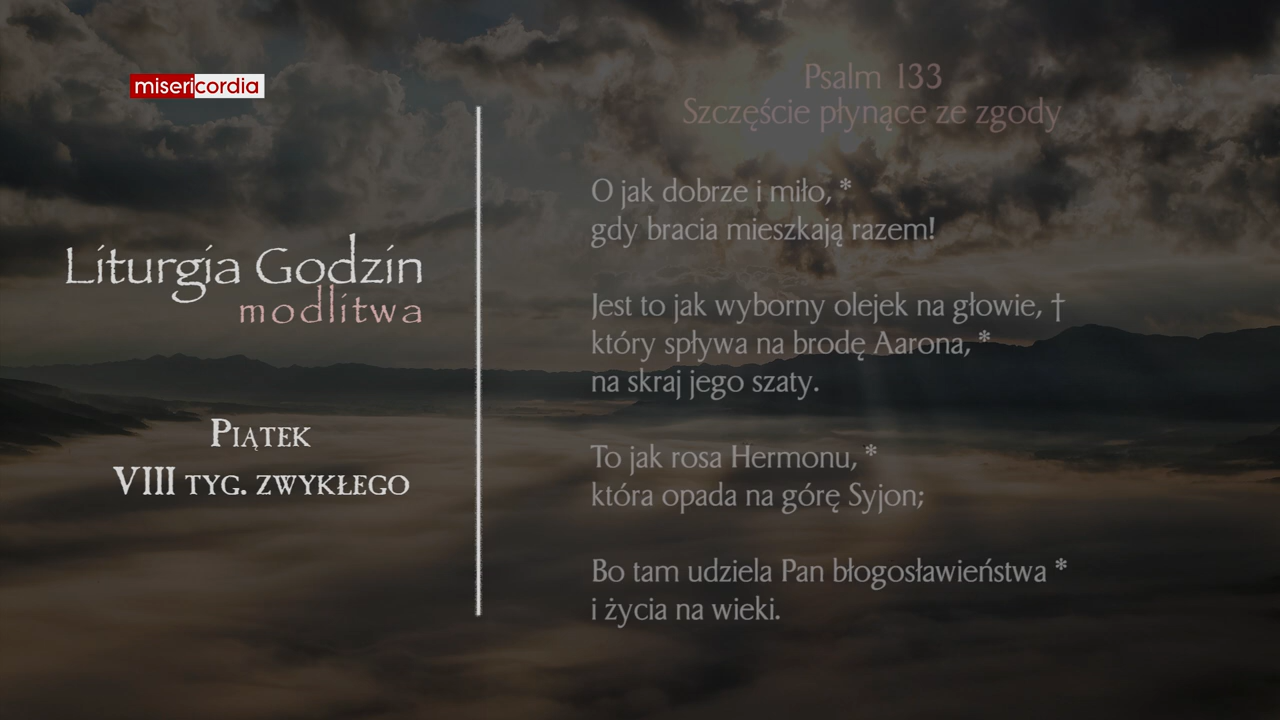 misericordia
Liturgia Godzin
modlitwa
Piątek
VIII tyg. zwykłego
Psalm 133
Szczęście płynące ze zgody
O jak dobrze i miło, *
gdy bracia mieszkają razem!
Jest to jak wyborny olejek na głowie, †
który spływa na brodę Aarona, *
na skraj jego szaty.
To jak rosa Hermonu, *
która opada na górę Syjon;
Bo tam udziela Pan błogosławieństwa *
i życia na wieki.